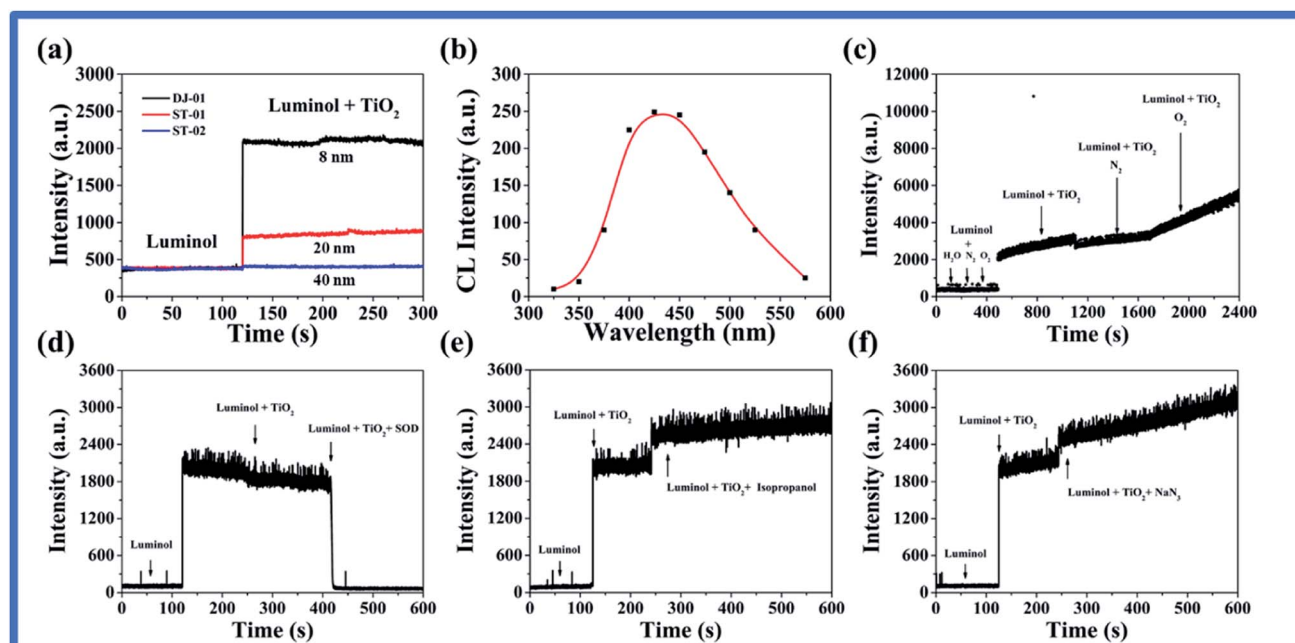 (a)
3000
2500
2000
1500
1000
500
0
Intensity (a.u.)
DJ-01
ST-01
ST-02
Luminol + TiO2
8 nm
Luminol
20 nm
40 nm
0 50 100 150 200 250 300
Time (s)
(b)
300
250
200
150
100
50
0
CL Intensity (a.u.)
300 350 400 450 500 550 600
Wavelength (nm)
(c)
12000
10000
8000
6000
4000
2000
0
Intensity (a.u.)
Luminol + TiO2
O2
Luminol + TiO2
N2
Luminol + TiO2
Luminol
+
H2O N2 O2
0 400 800 1200 1600 2000 2400
Time (s)
(d)
3600
3000
2400
1800
1200
600
0
Intensity (a.u.)
Luminol + TiO2
Luminol + TiO2+ SOD
Luminol
0 100 200 300 400 500 600
Time (s)
(e)
3600
3000
2400
1800
1200
600
0
Intensity (a.u.)
Luminol + TiO2
Luminol + TiO2+ Isopropanol
Luminol
0 100 200 300 400 500 600
Time (s)
(f)
3600
3000
2400
1800
1200
600
0
Intensity (a.u.)
Luminol + TiO2
Luminol + TiO2+ NaN3
Luminol
0 100 200 300 400 500 600
Time (s)